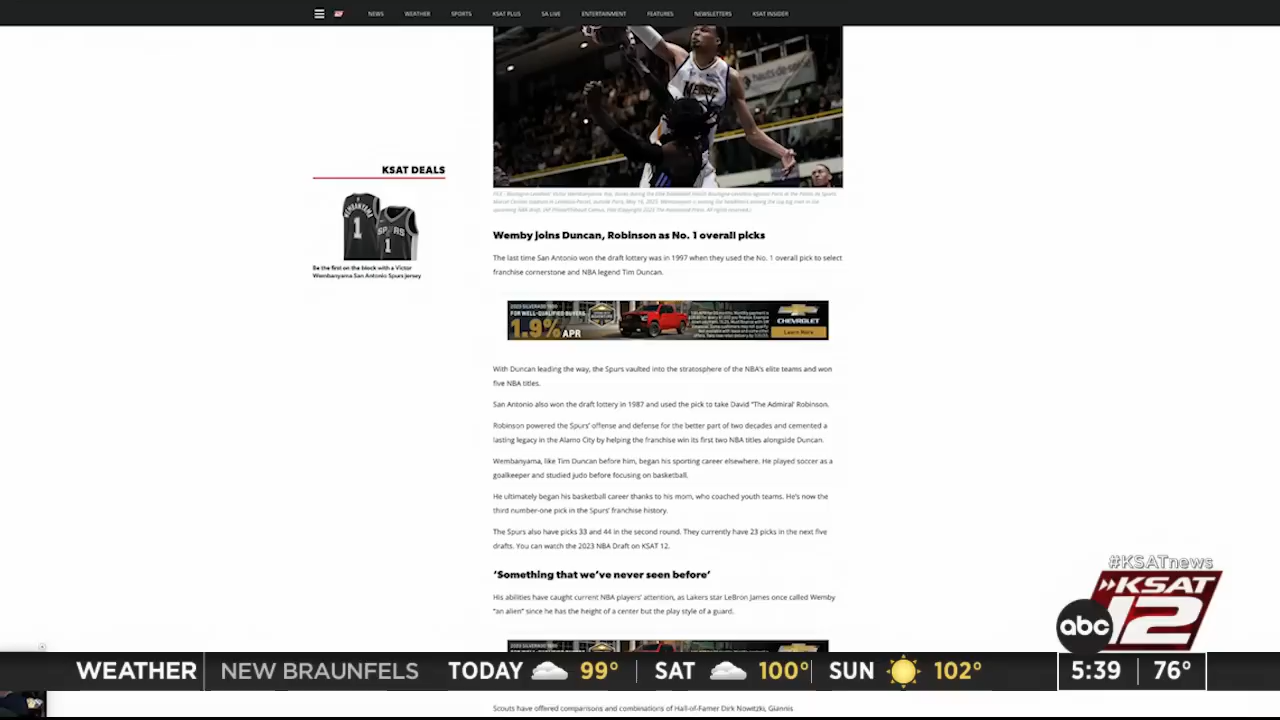 NEWS WEATHER SPORTS KSAT PLUS SA LIVE ENTERTAINMENT FEATURES NEWSLETTERS KSAT INSIDER
KSAT DEALS
WEMBANYAMA
1
SPURS
1
Be the first on the block with a Victor
Wembanyama San Antonio Spurs jersey
Wemby joins Duncan, Robinson as No. 1 overall picks
The last time San Antonio won the draft lottery was in 1997 when they used the No. 1 overall pick to select
franchise cornerstone and NBA legend Tim Duncan.
2023 SILVERADO 1500
FOR WELL-QUALIFIED BUYERS
1.9% APR
CHEVROLET
Learn More
With Duncan leading the way, the Spurs vaulted into the stratosphere of the NBA's elite teams and won
five NBA titles.
San Antonio also won the draft lottery in 1987 and used the pick to take David "The Admiral' Robinson.
Robinson powered the Spurs' offense and defense for the better part of two decades and cemented a
lasting legacy in the Alamo City by helping the franchise win its first two NBA titles alongside Duncan.
Wembanyama, like Tim Duncan before him, began his sporting career elsewhere. He played soccer as a
goalkeeper and studied judo before focusing on basketball.
He ultimately began his basketball career thanks to his mom, who coached youth teams. He's now the
third number-one pick in the Spurs' franchise history.
The Spurs also have picks 33 and 44 in the second round. They currently have 23 picks in the next five
drafts. You can watch the 2023 NBA Draft on KSAT 12.
'Something that we've never seen before'
His abilities have caught current NBA players' attention, as Lakers star LeBron James once called Wemby
"an alien" since he has the height of a center but the play style of a guard.
#KSATnews
KSAT
abc 12
WEATHER NEW BRAUNFELS TODAY 99° SAT 100° SUN 102° 5:39 76°
Scouts have offered comparisons and combinations of Hall-of-Famer Dirk Nowitzki, Giannis